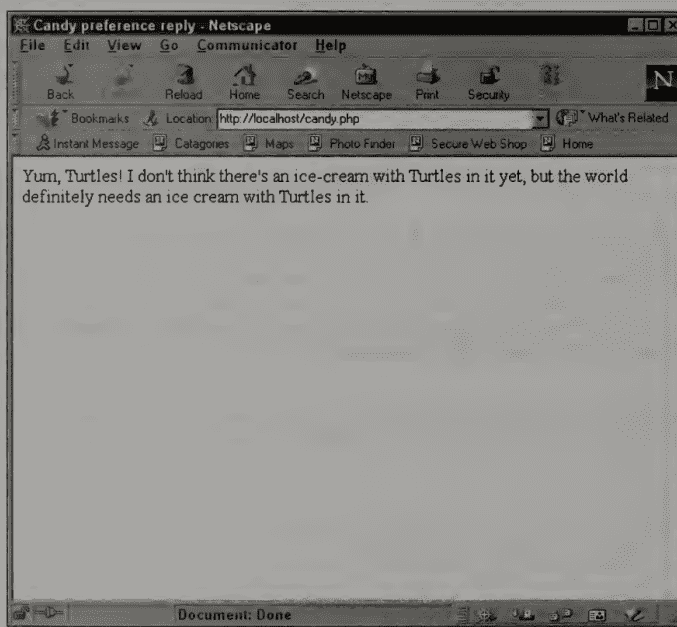 Candy preference reply - Netscape
File Edit View Go Communicator Help
Back Reload Home Search Netscape Print Security
N
Bookmarks Location: http://localhost/candy.php What's Related
Instant Message Catagories Maps Photo Finder Secure Web Shop Home
Yum, Turtles! I don't think there's an ice-cream with Turtles in it yet, but the world
definitely needs an ice cream with Turtles in it.
Document: Done